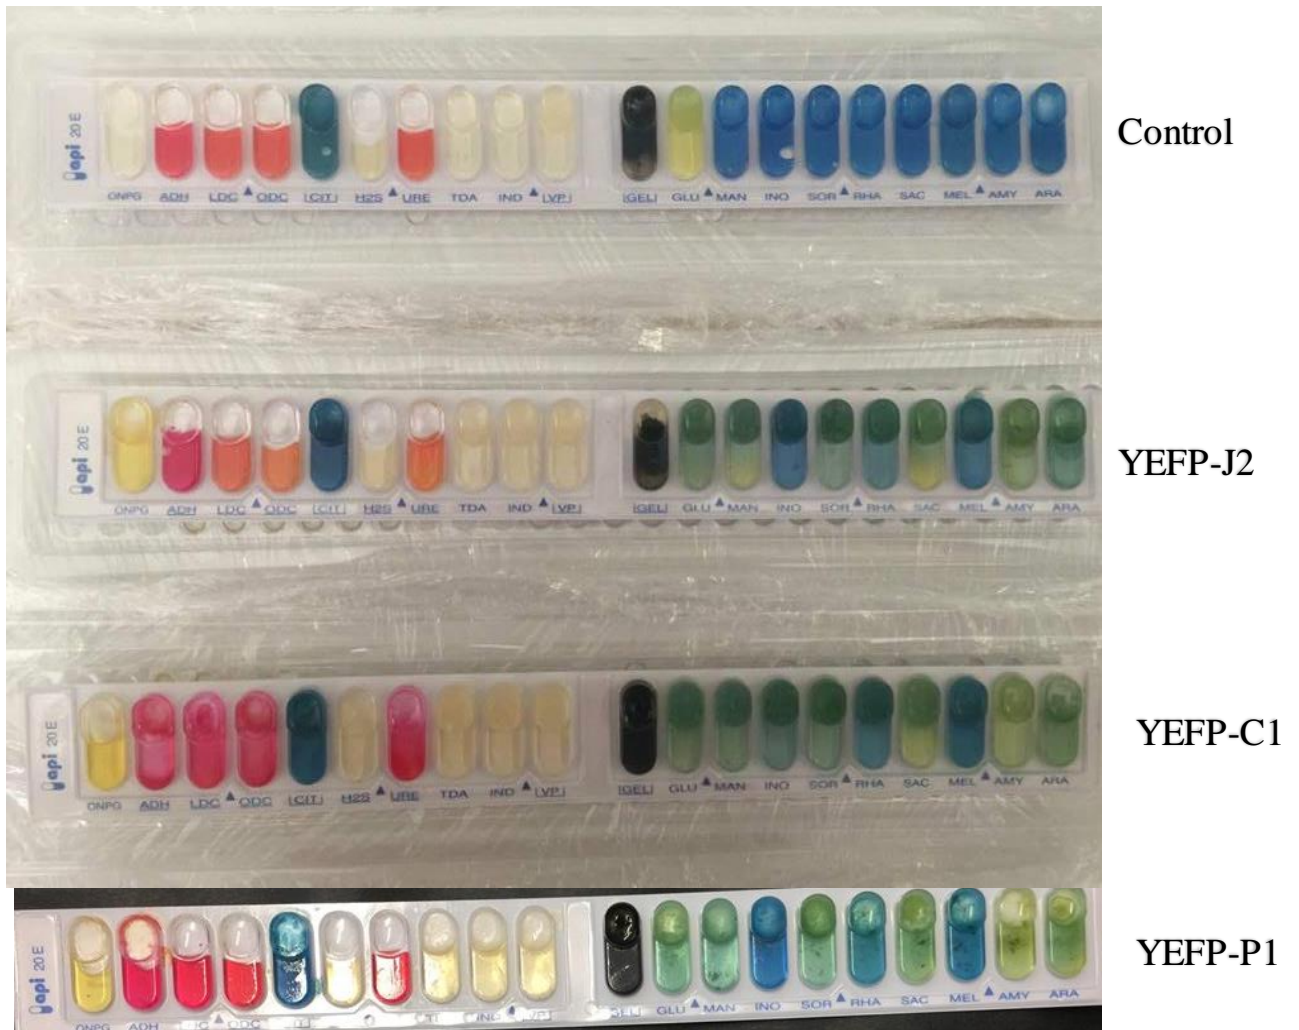 Control
api 20 E
ONPG ADH LDC ODC |CIT| H2S URE TDA IND |VP| |GEL| GLU MAN INO SOR RHA SAC MEL AMY ARA
YEFP-J2
api 20 E
ONPG ADH LDC ODC |CIT| H2S URE TDA IND |VP| |GEL| GLU MAN INO SOR RHA SAC MEL AMY ARA
YEFP-C1
api 20 E
ONPG ADH LDC ODC |CIT| H2S URE TDA IND |VP| |GEL| GLU MAN INO SOR RHA SAC MEL AMY ARA
YEFP-P1
api 20 E
ONPG ADH ODC GLU MAN INO SOR RHA SAC MEL AMY ARA